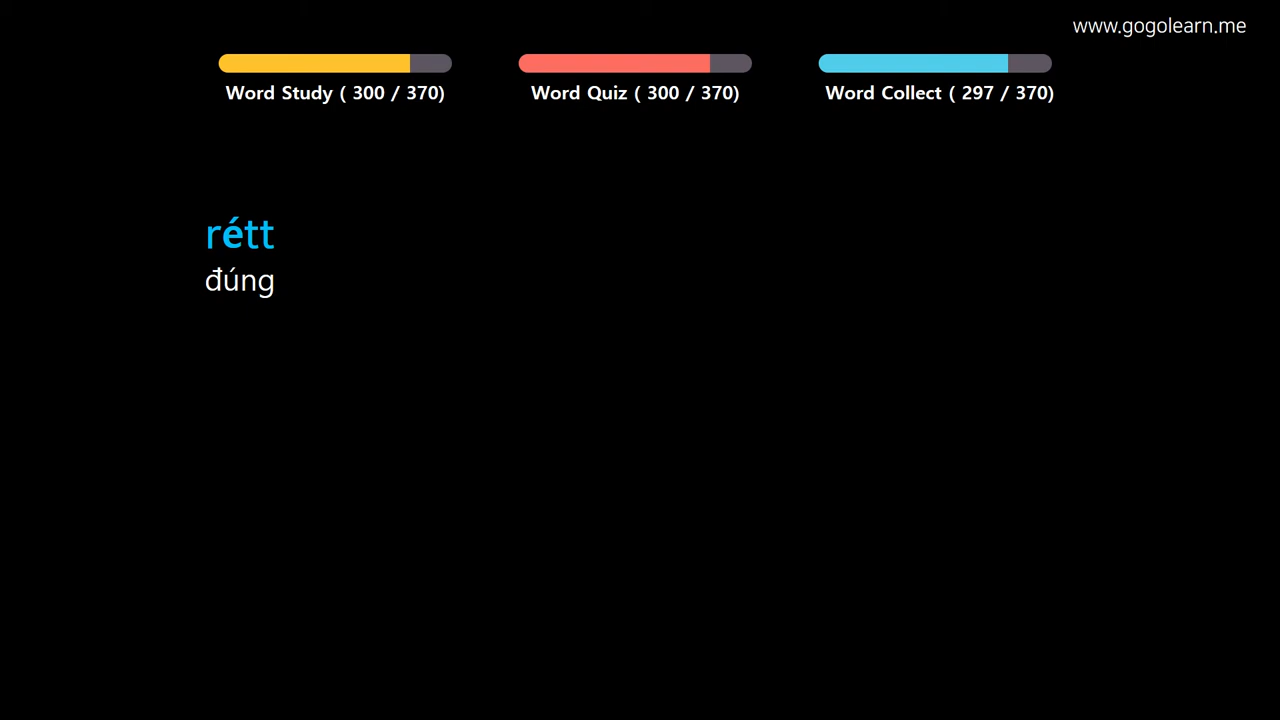 www.gogolearn.me
Word Study ( 300 / 370)
Word Quiz ( 300 / 370)
Word Collect ( 297 / 370)
rétt
đúng